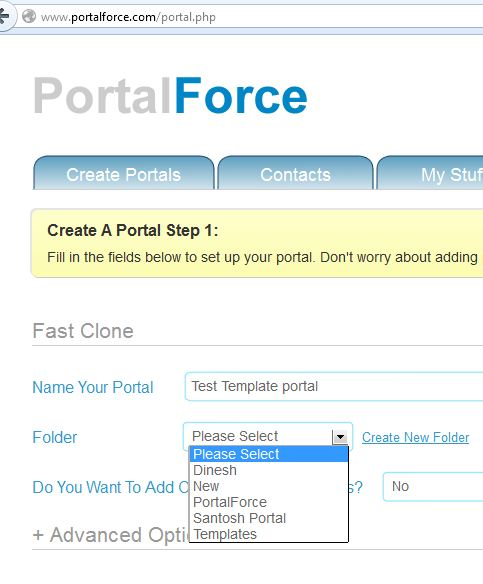 www.portalforce.com/portal.php
PortalForce
Create Portals Contacts My Stuf
Create A Portal Step 1:
Fill in the fields below to set up your portal. Don't worry about adding
Fast Clone
Name Your Portal Test Template portal
Folder Please Select Create New Folder
Please Select
Dinesh
New
Do You Want To Add ?
No
PortalForce
Santosh Portal
Templates
+ Advanced Opti